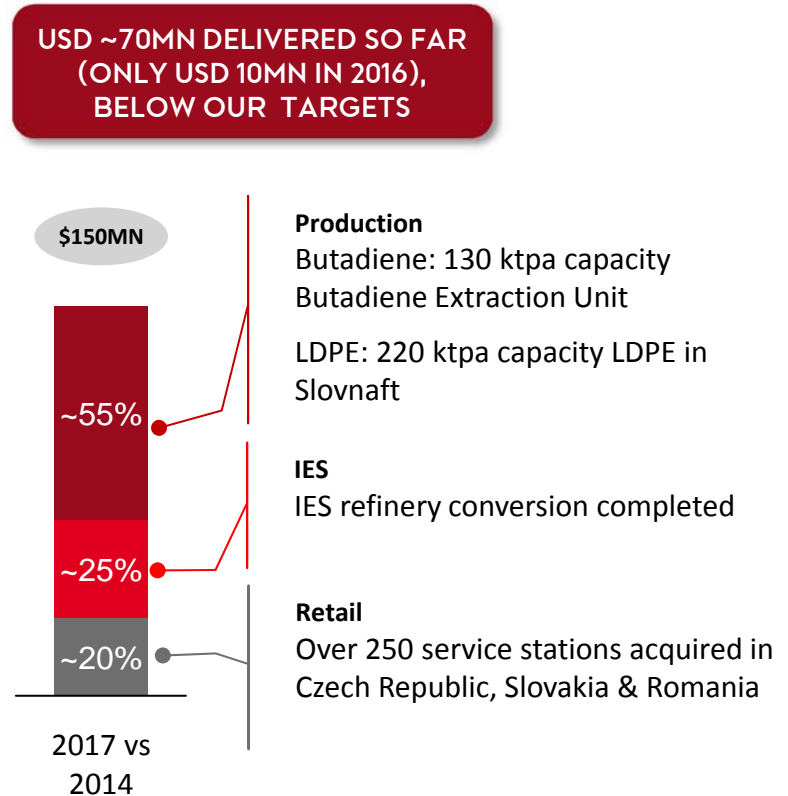 USD ~70MN DELIVERED SO FAR
(ONLY USD 10MN IN 2016),
BELOW OUR TARGETS
$150MN
~55%
~25%
~20%
2017 vs
2014
Production
Butadiene: 130 ktpa capacity
Butadiene Extraction Unit
LDPE: 220 ktpa capacity LDPE in
Slovnaft
IES
IES refinery conversion completed
Retail
Over 250 service stations acquired in
Czech Republic, Slovakia & Romania